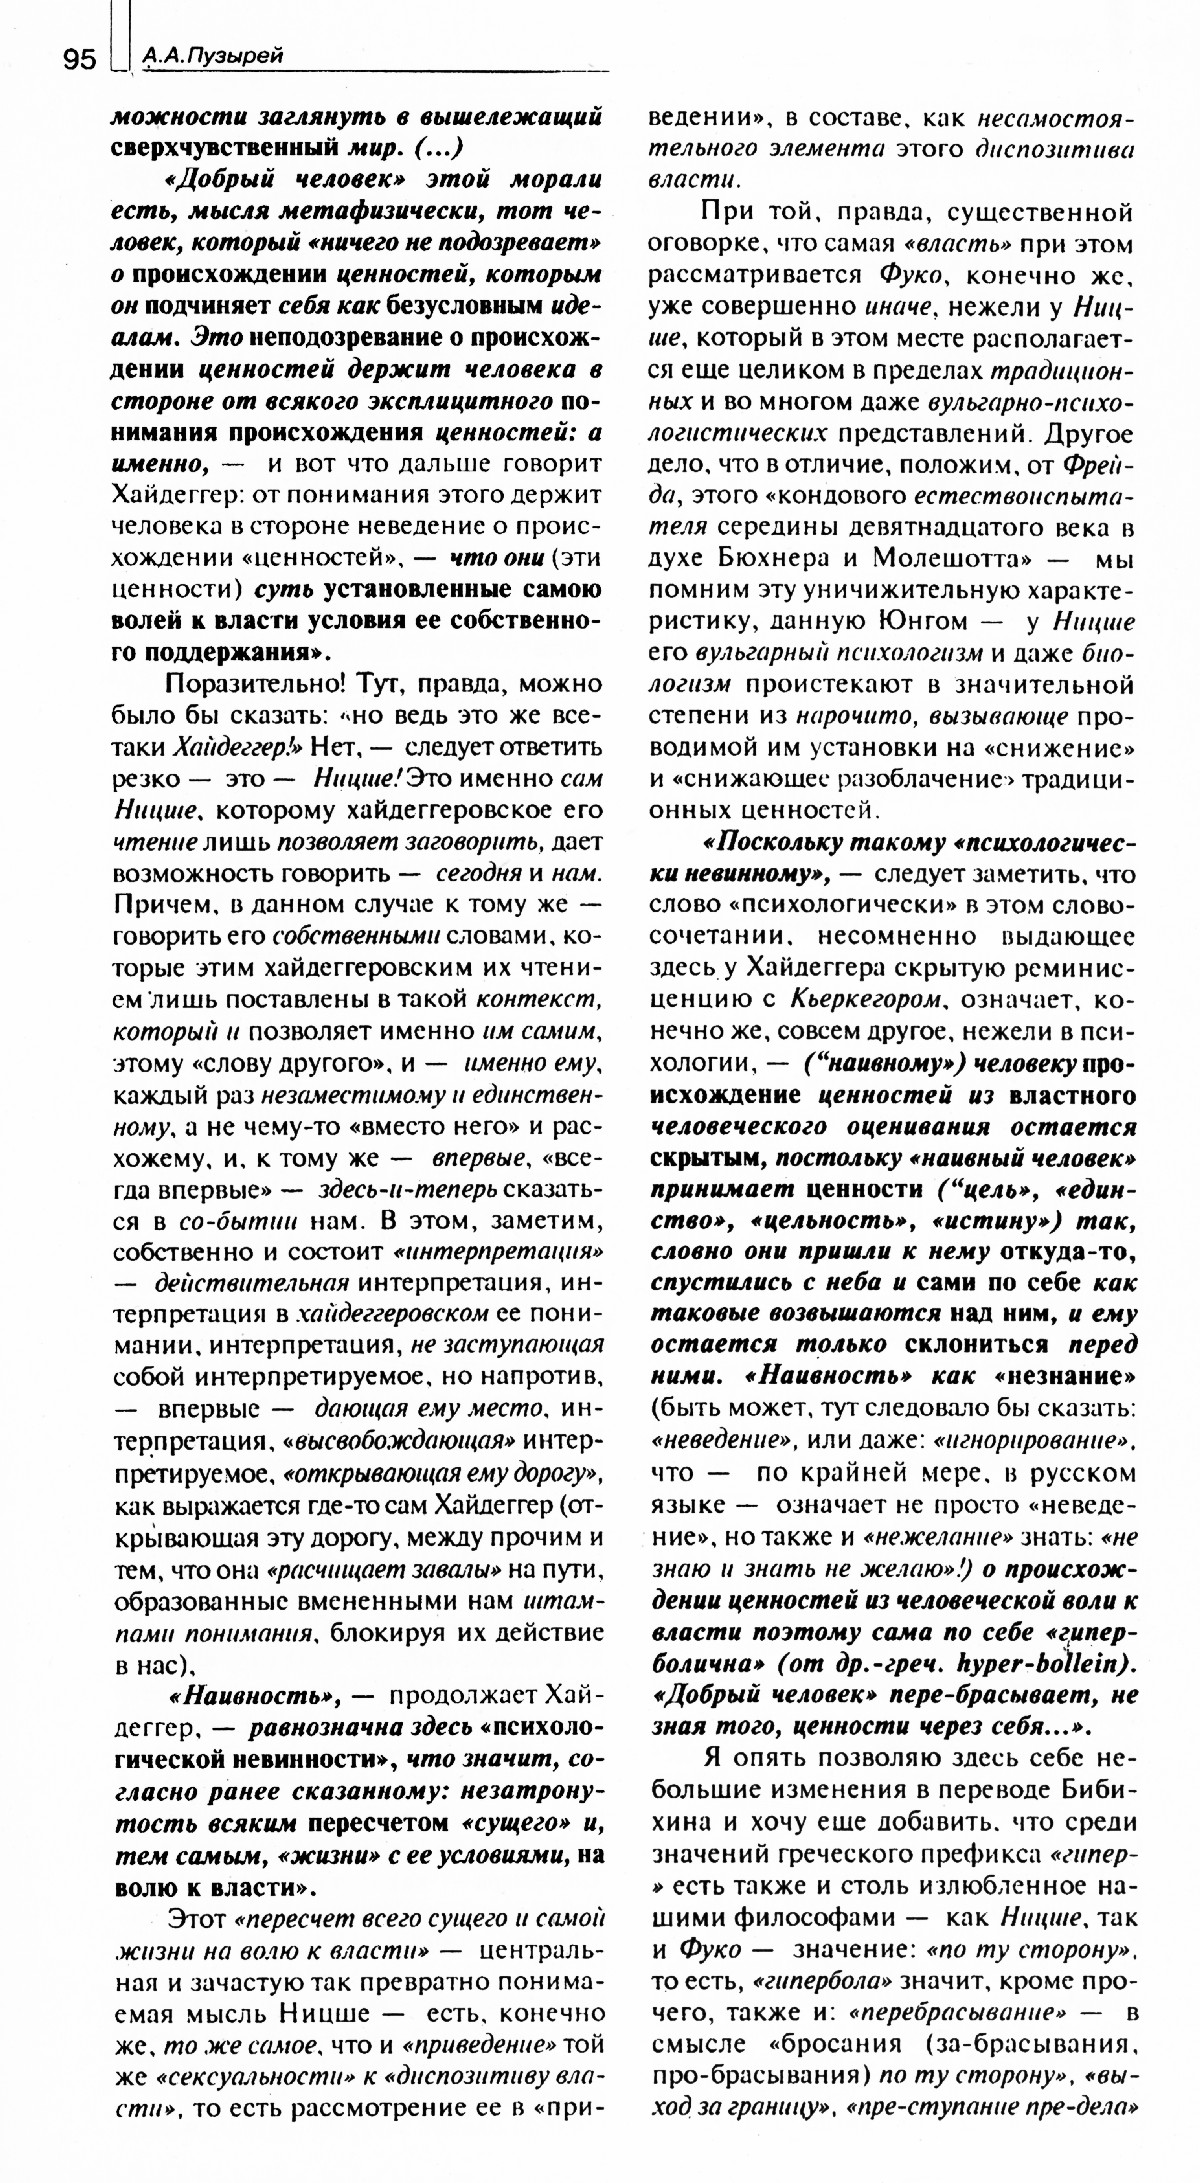 95
А.А.Пузырей
можности заглянуть в вышележащий
сверхчувственный мир. (...)
«Добрый человек» этой морали
есть, мысля метафизически, тот че-
ловек, который «ничего не подозревает»
о происхождении ценностей, которым
он подчиняет себя как безусловным иде-
алам. Это неподозревание о происхож-
дении ценностей держит человека в
стороне от всякого эксплицитного по-
нимания происхождения ценностей: а
именно, — и вот что дальше говорит
Хайдеггер: от понимания этого держит
человека в стороне неведение о проис-
хождении «ценностей», — что они (эти
ценности) суть установленные самою
волей к власти условия ее собственно-
го поддержания».
Поразительно! Тут, правда, можно
было бы сказать: «но ведь это же все-
таки Хайдеггер!» Нет, — следует ответить
резко — это — Ницше! Это именно сам
Ницше, которому хайдеггеровское его
чтение лишь позволяет заговорить, дает
возможность говорить — сегодня и нам.
Причем, в данном случае к тому же —
говорить его собственными словами, ко-
торые этим хайдеггеровским их чтени-
ем лишь поставлены в такой контекст,
который и позволяет именно им самим,
этому «слову другого», и — именно ему,
каждый раз незаместимому и единствен-
ному, а не чему-то «вместо него» и рас-
хожему, и, к тому же — впервые, «все-
гда впервые» — здесь-и-теперь сказать-
ся в со-бытии нам. В этом, заметим,
собственно и состоит «интерпретация»
— действительная интерпретация, ин-
терпретация в хайдеггеровском ее пони-
мании, интерпретация, не заступающая
собой интерпретируемое, но напротив,
— впервые — дающая ему место, ин-
терпретация, «высвобождающая» интер-
претируемое, «открывающая ему дорогу»,
как выражается где-то сам Хайдеггер (от-
крывающая эту дорогу, между прочим и
тем, что она «расчищает завалы» на пути,
образованные вмененными нам штам-
пами понимания, блокируя их действие
в нас),
«Наивность», — продолжает Хай-
деггер, — равнозначна здесь «психоло-
гической невинности», что значит, со-
гласно ранее сказанному: незатрону-
тость всяким пересчетом «сущего» и,
тем самым, «жизни» с ее условиями, на
волю к власти».
Этот «пересчет всего сущего и самой
жизни на волю к власти» — централь-
ная и зачастую так превратно понима-
емая мысль Ницше — есть, конечно
же, то же самое, что и «приведение» той
же «сексуальности» к «диспозитиву вла-
сти», то есть рассмотрение ее в «при-
ведении», в составе, как несамостоя-
тельного элемента этого диспозитива
власти.
При той, правда, существенной
оговорке, что самая «власть» при этом
рассматривается Фуко, конечно же,
уже совершенно иначе, нежели у Ниц-
ше, который в этом месте располагает-
ся еще целиком в пределах традицион-
ных и во многом даже вульгарно-психо-
логистических представлений. Другое
дело, что в отличие, положим, от Фрей-
да, этого «кондового естествоиспыта-
теля середины девятнадцатого века в
духе Бюхнера и Молешотта» — мы
помним эту уничижительную характе-
ристику, данную Юнгом — у Ницше
его вульгарный психологизм и даже био-
логизм проистекают в значительной
степени из нарочито, вызывающе про-
водимой им установки на «снижение»
и «снижающее разоблачение» традици-
онных ценностей.
«Поскольку такому «психологичес-
ки невинному», — следует заметить, что
слово «психологически» в этом слово-
сочетании, несомненно выдающее
здесь у Хайдеггера скрытую реминис-
ценцию с Кьеркегором, означает, ко-
нечно же, совсем другое, нежели в пси-
хологии, — (“наивному») человеку про-
исхождение ценностей из властного
человеческого оценивания остается
скрытым, постольку «наивный человек»
принимает ценности (“цель», «един-
ство», «цельность», «истину») так,
словно они пришли к нему откуда-то,
спустились с неба и сами по себе как
таковые возвышаются над ним, и ему
остается только склониться перед
ними. «Наивность» как «незнание»
(быть может, тут следовало бы сказать:
«неведение», или даже: «игнорирование»,
что — по крайней мере, в русском
языке — означает не просто «неведе-
ние», но также и «нежелание» знать: «не
знаю и знать не желаю»!) о происхож-
дении ценностей из человеческой воли к
власти поэтому сама по себе «гипер-
болична» (от др.-греч. hyper-bollein).
«Добрый человек» пере-брасывает, не
зная того, ценности через себя...».
Я опять позволяю здесь себе не-
большие изменения в переводе Биби-
хина и хочу еще добавить, что среди
значений греческого префикса «гипер-
» есть также и столь излюбленное на-
шими философами — как Ницше, так
и Фуко — значение: «по ту сторону»,
то есть, «гипербола» значит, кроме про-
чего, также и: «перебрасывание» — в
смысле «бросания (за-брасывания,
про-брасывания) по ту сторону», «вы-
ход за границу», «пре-ступание пре-дела»